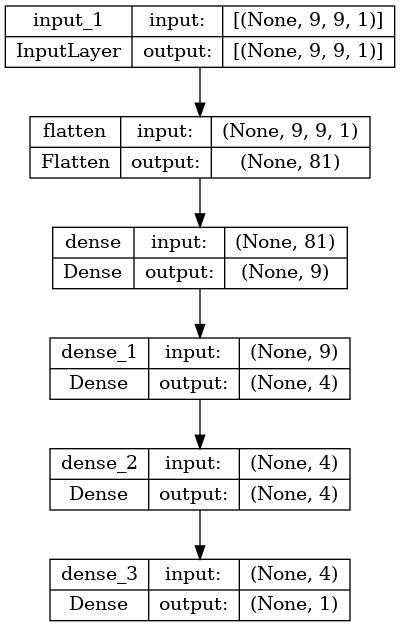 input_1 input: [(None, 9, 9, 1)]
InputLayer output: [(None, 9, 9, 1)]
flatten input: (None, 9, 9, 1)
Flatten output: (None, 81)
dense input: (None, 81)
Dense output: (None, 9)
dense_1 input: (None, 9)
Dense output: (None, 4)
dense_2 input: (None, 4)
Dense output: (None, 4)
dense_3 input: (None, 4)
Dense output: (None, 1)